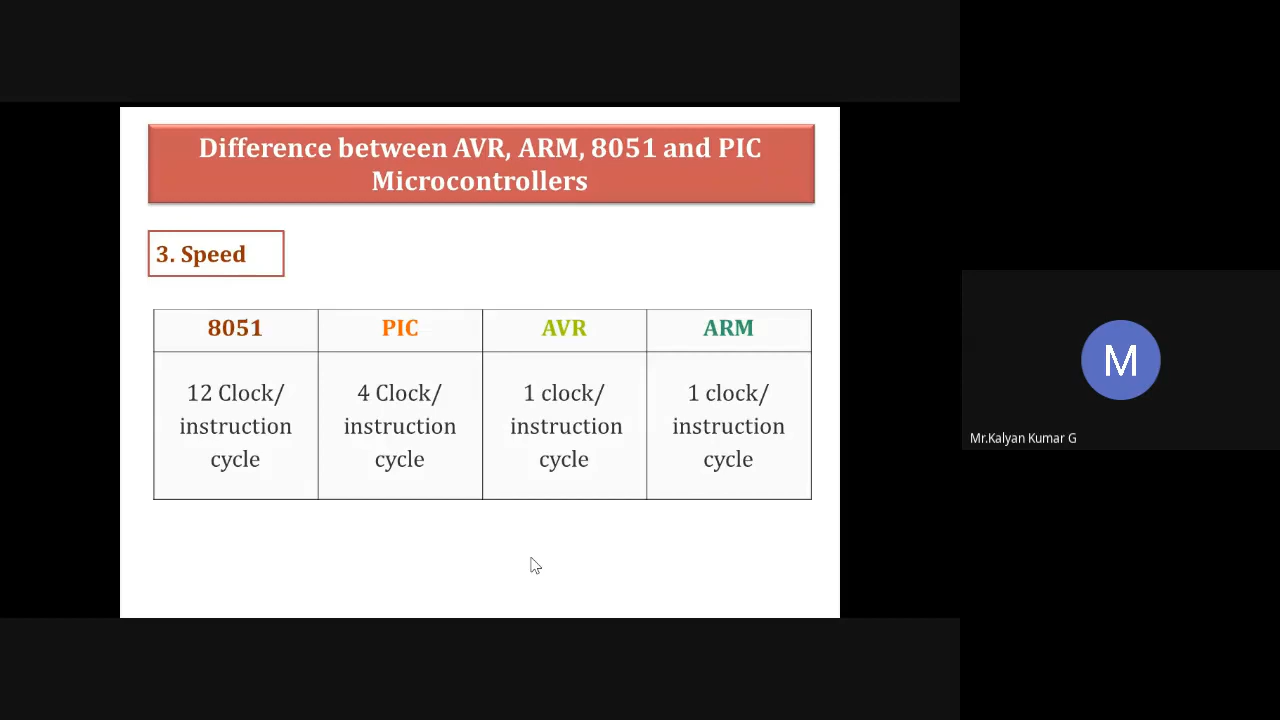 Difference between AVR, ARM, 8051 and PIC
Microcontrollers
3. Speed
8051 PIC AVR ARM
12 Clock/ 4 Clock/ 1 clock/ 1 clock/
instruction instruction instruction instruction
cycle cycle cycle cycle
M
Mr.Kalyan Kumar G